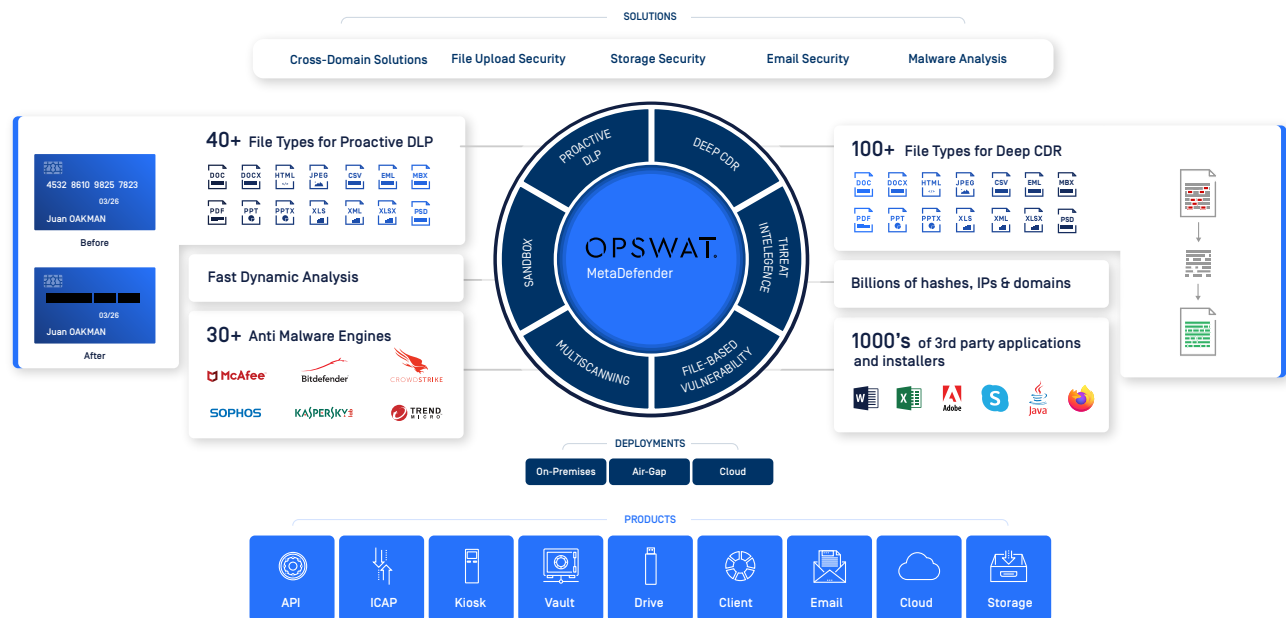 SOLUTIONS
Cross-Domain Solutions
File Upload Security
Storage Security
Email Security
Malware Analysis
4532 8610 9825 7823
03/26
Juan OAKMAN
Before
03/26
Juan OAKMAN
After
40+ File Types for Proactive DLP
DOC DOCX HTML JPEG CSV EML MBX
PDF PPT PPTX XLS XML XLSX PSD
Fast Dynamic Analysis
30+ Anti Malware Engines
McAfee
Bitdefender
CROWDSTRIKE
SOPHOS
KASPERSKY
TREND
MICRO
PROACTIVE
DLP
DEEP CDR
SANDBOX
THREAT
INTELEGENCE
MULTISCANNING
FILE-BASED
VULNERABILITY
OPSWAT.
MetaDefender
100+ File Types for Deep CDR
DOC DOCX HTML JPEG CSV EML MBX
PDF PPT PPTX XLS XML XLSX PSD
Billions of hashes, IPs & domains
1000's of 3rd party applications
and installers
W
X
Adobe
S
Java
DEPLOYMENTS
On-Premises
Air-Gap
Cloud
PRODUCTS
API
ICAP
Kiosk
Vault
Drive
Client
Email
Cloud
Storage